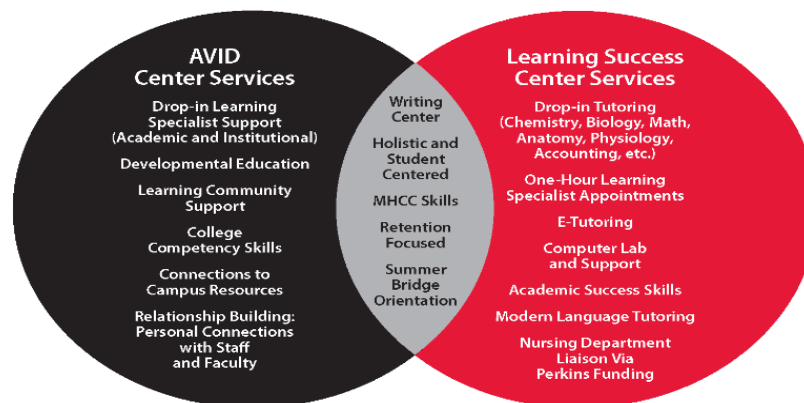 AVID
Center Services
Drop-in Learning
Specialist Support
(Academic and Institutional)
Developmental Education
Learning Community
Support
College
Competency Skills
Connections to
Campus Resources
Relationship Building:
Personal Connections
with Staff
and Faculty
Writing
Center
Holistic and
Student
Centered
MHCC Skills
Retention
Focused
Summer
Bridge
Orientation
Learning Success
Center Services
Drop-in Tutoring
(Chemistry, Biology, Math,
Anatomy, Physiology,
Accounting, etc.)
One-Hour Learning
Specialist Appointments
E-Tutoring
Computer Lab
and Support
Academic Success Skills
Modern Language Tutoring
Nursing Department
Liaison Via
Perkins Funding